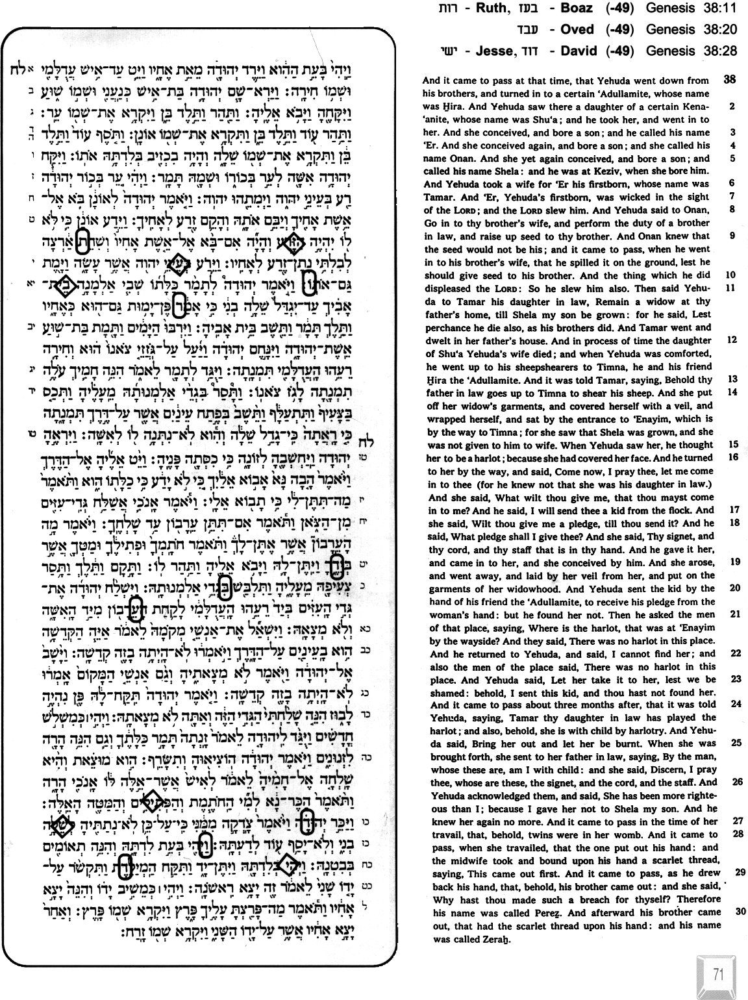 רות - Ruth, בעז - Boaz (-49) Genesis 38:11
עבד - Oved (-49) Genesis 38:20
ישי - Jesse, דוד - David (-49) Genesis 38:28
לח א וַיְהִי בָּעֵת הַהִוא וַיֵּרֶד יְהוּדָה מֵאֵת אֶחָיו וַיֵּט עַד־אִישׁ עֲדֻלָּמִי
ב וּשְׁמוֹ חִירָה׃ וַיַּרְא־שָׁם יְהוּדָה בַּת־אִישׁ כְּנַעֲנִי וּשְׁמוֹ שׁוּעַ
ג וַיִּקָּחֶהָ וַיָּבֹא אֵלֶיהָ׃ וַתַּהַר וַתֵּלֶד בֵּן וַיִּקְרָא אֶת־שְׁמוֹ עֵר׃
ד ה וַתַּהַר עוֹד וַתֵּלֶד בֵּן וַתִּקְרָא אֶת־שְׁמוֹ אוֹנָן׃ וַתֹּסֶף עוֹד וַתֵּלֶד
ו בֵּן וַתִּקְרָא אֶת־שְׁמוֹ שֵׁלָה וְהָיָה בִכְזִיב בְּלִדְתָּהּ אֹתוֹ׃ וַיִּקַּח
ז יְהוּדָה אִשָּׁה לְעֵר בְּכוֹרוֹ וּשְׁמָהּ תָּמָר׃ וַיְהִי עֵר בְּכוֹר יְהוּדָה
ח רַע בְּעֵינֵי יְהוָה וַיְמִתֵהוּ יְהוָה׃ וַיֹּאמֶר יְהוּדָה לְאוֹנָן בֹּא אֶל־
ט אֵשֶׁת אָחִיךָ וְיַבֵּם אֹתָהּ וְהָקֵם זֶרַע לְאָחִיךָ׃ וַיֵּדַע אוֹנָן כִּי לֹּא
לוֹ יִהְיֶה הַזָּרַע וְהָיָה אִם־בָּא אֶל־אֵשֶׁת אָחִיו וְשִׁחֵת אַרְצָה
י לְבִלְתִּי נְתָן־זֶרַע לְאָחִיו׃ וַיֵּרַע בְּעֵינֵי יְהוָה אֲשֶׁר עָשָׂה וַיָּמֶת
יא גַּם־אֹתוֹ׃ וַיֹּאמֶר יְהוּדָה לְתָמָר כַּלָּתוֹ שְׁבִי אַלְמָנָה בֵית־
אָבִיךְ עַד־יִגְדַּל שֵׁלָה בְנִי כִּי אָמַר פֶּן־יָמוּת גַּם־הוּא כְּאֶחָיו
יב וַתֵּלֶךְ תָּמָר וַתֵּשֶׁב בֵּית אָבִיהָ׃ וַיִּרְבּוּ הַיָּמִים וַתָּמָת בַּת־שׁוּעַ
אֵשֶׁת־יְהוּדָה וַיִּנָּחֶם יְהוּדָה וַיַּעַל עַל־גֹּזֲזֵי צֹאנוֹ הוּא וְחִירָה
יג רֵעֵהוּ הָעֲדֻלָּמִי תִּמְנָתָה׃ וַיֻּגַּד לְתָמָר לֵאמֹר הִנֵּה חָמִיךְ עֹלֶה
יד תִמְנָתָה לָגֹז צֹאנוֹ׃ וַתָּסַר בִּגְדֵי אַלְמְנוּתָהּ מֵעָלֶיהָ וַתְּכַס
בַּצָּעִיף וַתִּתְעַלָּף וַתֵּשֶׁב בְּפֶתַח עֵינַיִם אֲשֶׁר עַל־דֶּרֶךְ תִּמְנָתָה
טו כִּי רָאֲתָה כִּי־גָדַל שֵׁלָה וְהִוא לֹא־נִתְּנָה לוֹ לְאִשָּׁה׃ וַיִּרְאֶהָ
לח
טז יְהוּדָה וַיַּחְשְׁבֶהָ לְזוֹנָה כִּי כִסְּתָה פָּנֶיהָ׃ וַיֵּט אֵלֶיהָ אֶל־הַדֶּרֶךְ
וַיֹּאמֶר הָבָה נָּא אָבוֹא אֵלַיִךְ כִּי לֹא יָדַע כִּי כַלָּתוֹ הִוא וַתֹּאמֶר
יז מַה־תִּתֶּן־לִי כִּי תָבוֹא אֵלָי׃ וַיֹּאמֶר אָנֹכִי אֲשַׁלַּח גְּדִי־עִזִּים
יח מִן־הַצֹּאן וַתֹּאמֶר אִם־תִּתֵּן עֵרָבוֹן עַד שָׁלְחֶךָ׃ וַיֹּאמֶר מָה
הָעֵרָבוֹן אֲשֶׁר אֶתֶּן־לָךְ וַתֹּאמֶר חֹתָמְךָ וּפְתִילֶךָ וּמַטְּךָ אֲשֶׁר
יט בְּיָדֶךָ וַיִּתֶּן־לָהּ וַיָּבֹא אֵלֶיהָ וַתַּהַר לוֹ׃ וַתָּקָם וַתֵּלֶךְ וַתָּסַר
כ צְעִיפָהּ מֵעָלֶיהָ וַתִּלְבַּשׁ בִּגְדֵי אַלְמְנוּתָהּ׃ וַיִּשְׁלַח יְהוּדָה אֶת־
גְּדִי הָעִזִּים בְּיַד רֵעֵהוּ הָעֲדֻלָּמִי לָקַחַת הָעֵרָבוֹן מִיַּד הָאִשָּׁה
כא וְלֹא מְצָאָהּ׃ וַיִּשְׁאַל אֶת־אַנְשֵׁי מְקֹמָהּ לֵאמֹר אַיֵּה הַקְּדֵשָׁה
כב הִוא בָעֵינַיִם עַל־הַדָּרֶךְ וַיֹּאמְרוּ לֹא־הָיְתָה בָזֶה קְדֵשָׁה׃ וַיָּשָׁב
אֶל־יְהוּדָה וַיֹּאמֶר לֹא מְצָאתִיהָ וְגַם אַנְשֵׁי הַמָּקוֹם אָמְרוּ
כג לֹא־הָיְתָה בָזֶה קְדֵשָׁה׃ וַיֹּאמֶר יְהוּדָה תִּקַּח־לָהּ פֶּן נִהְיֶה
כד לָבוּז הִנֵּה שָׁלַחְתִּי הַגְּדִי הַזֶּה וְאַתָּה לֹא מְצָאתָהּ׃ וַיְהִי ׀ כְּמִשְׁלֹשׁ
חֳדָשִׁים וַיֻּגַּד לִיהוּדָה לֵאמֹר זָנְתָה תָּמָר כַּלָּתֶךָ וְגַם הִנֵּה הָרָה
כה לִזְנוּנִים וַיֹּאמֶר יְהוּדָה הוֹצִיאוּהָ וְתִשָּׂרֵף׃ הִוא מוּצֵאת וְהִיא
שָׁלְחָה אֶל־חָמִיהָ לֵאמֹר לְאִישׁ אֲשֶׁר־אֵלֶּה לּוֹ אָנֹכִי הָרָה
וַתֹּאמֶר הַכֶּר־נָא לְמִי הַחֹתֶמֶת וְהַפְּתִילִים וְהַמַּטֶּה הָאֵלֶּה׃
כו וַיַּכֵּר יְהוּדָה וַיֹּאמֶר צָדְקָה מִמֶּנִּי כִּי־עַל־כֵּן לֹא־נְתַתִּיהָ לְשֵׁלָה
כז בְנִי וְלֹא־יָסַף עוֹד לְדַעְתָּהּ׃ וַיְהִי בְּעֵת לִדְתָּהּ וְהִנֵּה תְאוֹמִים
כח בְּבִטְנָהּ׃ וַיְהִי בְלִדְתָּהּ וַיִּתֶּן־יָד וַתִּקַּח הַמְיַלֶּדֶת וַתִּקְשֹׁר עַל־
כט יָדוֹ שָׁנִי לֵאמֹר זֶה יָצָא רִאשֹׁנָה׃ וַיְהִי ׀ כְּמֵשִׁיב יָדוֹ וְהִנֵּה יָצָא
ל אָחִיו וַתֹּאמֶר מַה־פָּרַצְתָּ עָלֶיךָ פָּרֶץ וַיִּקְרָא שְׁמוֹ פָּרֶץ׃ וְאַחַר
יָצָא אָחִיו אֲשֶׁר עַל־יָדוֹ הַשָּׁנִי וַיִּקְרָא שְׁמוֹ זָרַח׃
And it came to pass at that time, that Yehuda went down from 38
his brothers, and turned in to a certain ‘Adullamite, whose name
was Ḥira. And Yehuda saw there a daughter of a certain Kena- 2
‘anite, whose name was Shu‘a; and he took her, and went in to
her. And she conceived, and bore a son; and he called his name 3
‘Er. And she conceived again, and bore a son; and she called his 4
name Onan. And she yet again conceived, and bore a son; and 5
called his name Shela: and he was at Keziv, when she bore him.
And Yehuda took a wife for ‘Er his firstborn, whose name was 6
Tamar. And ‘Er, Yehuda’s firstborn, was wicked in the sight 7
of the LORD; and the LORD slew him. And Yehuda said to Onan, 8
Go in to thy brother’s wife, and perform the duty of a brother
in law, and raise up seed to thy brother. And Onan knew that 9
the seed would not be his; and it came to pass, when he went
in to his brother’s wife, that he spilled it on the ground, lest he
should give seed to his brother. And the thing which he did 10
displeased the LORD: So he slew him also. Then said Yehu- 11
da to Tamar his daughter in law, Remain a widow at thy
father’s home, till Shela my son be grown: for he said, Lest
perchance he die also, as his brothers did. And Tamar went and
dwelt in her father’s house. And in process of time the daughter 12
of Shu‘a Yehuda’s wife died; and when Yehuda was comforted,
he went up to his sheepshearers to Timna, he and his friend
Ḥira the ‘Adullamite. And it was told Tamar, saying, Behold thy 13
father in law goes up to Timna to shear his sheep. And she put 14
off her widow’s garments, and covered herself with a veil, and
wrapped herself, and sat by the entrance to ‘Enayim, which is
by the way to Timna; for she saw that Shela was grown, and she
was not given to him to wife. When Yehuda saw her, he thought 15
her to be a harlot; because she had covered her face. And he turned 16
to her by the way, and said, Come now, I pray thee, let me come
in to thee (for he knew not that she was his daughter in law.)
And she said, What wilt thou give me, that thou mayst come
in to me? And he said, I will send thee a kid from the flock. And 17
she said, Wilt thou give me a pledge, till thou send it? And he 18
said, What pledge shall I give thee? And she said, Thy signet, and
thy cord, and thy staff that is in thy hand. And he gave it her,
and came in to her, and she conceived by him. And she arose, 19
and went away, and laid by her veil from her, and put on the
garments of her widowhood. And Yehuda sent the kid by the 20
hand of his friend the ‘Adullamite, to receive his pledge from the
woman’s hand: but he found her not. Then he asked the men 21
of that place, saying, Where is the harlot, that was at ‘Enayim
by the wayside? And they said, There was no harlot in this place.
And he returned to Yehuda, and said, I cannot find her; and 22
also the men of the place said, There was no harlot in this
place. And Yehuda said, Let her take it to her, lest we be 23
shamed: behold, I sent this kid, and thou hast not found her.
And it came to pass about three months after, that it was told 24
Yehuda, saying, Tamar thy daughter in law has played the
harlot; and also, behold, she is with child by harlotry. And Yehu-
da said, Bring her out and let her be burnt. When she was 25
brought forth, she sent to her father in law, saying, By the man,
whose these are, am I with child: and she said, Discern, I pray
thee, whose are these, the signet, and the cord, and the staff. And 26
Yehuda acknowledged them, and said, She has been more righte-
ous than I; because I gave her not to Shela my son. And he
knew her again no more. And it came to pass in the time of her 27
travail, that, behold, twins were in her womb. And it came to 28
pass, when she travailed, that the one put out his hand: and
the midwife took and bound upon his hand a scarlet thread,
saying, This came out first. And it came to pass, as he drew 29
back his hand, that, behold, his brother came out: and she said,
Why hast thou made such a breach for thyself? Therefore
his name was called Perez̤. And afterward his brother came 30
out, that had the scarlet thread upon his hand: and his name
was called Zeraḥ.
71